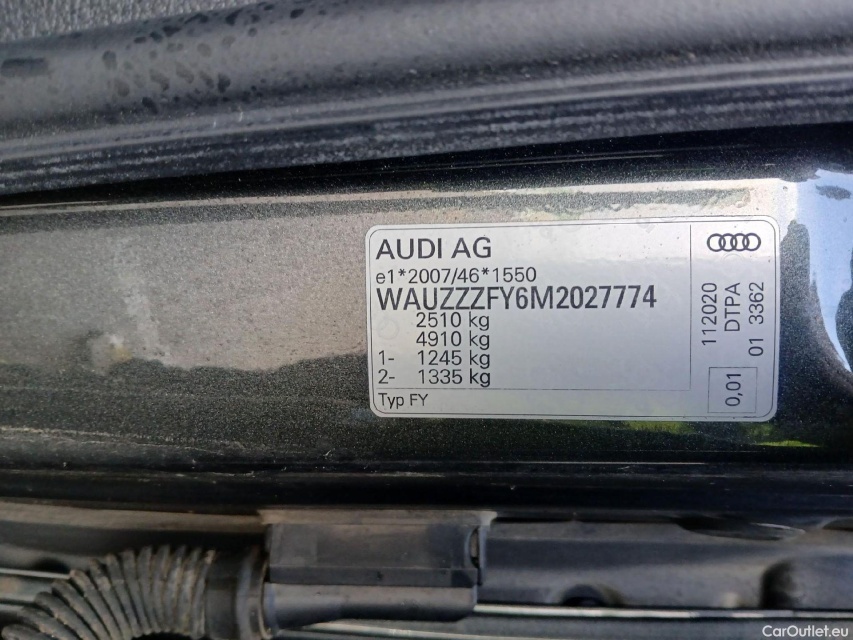 AUDI AG
e1*2007/46*1550
WAUZZZFY6M2027774
2510 kg
4910 kg
1- 1245 kg
2- 1335 kg
Typ FY
112020
DTPA
01 3362
0,01
CarOutlet.eu